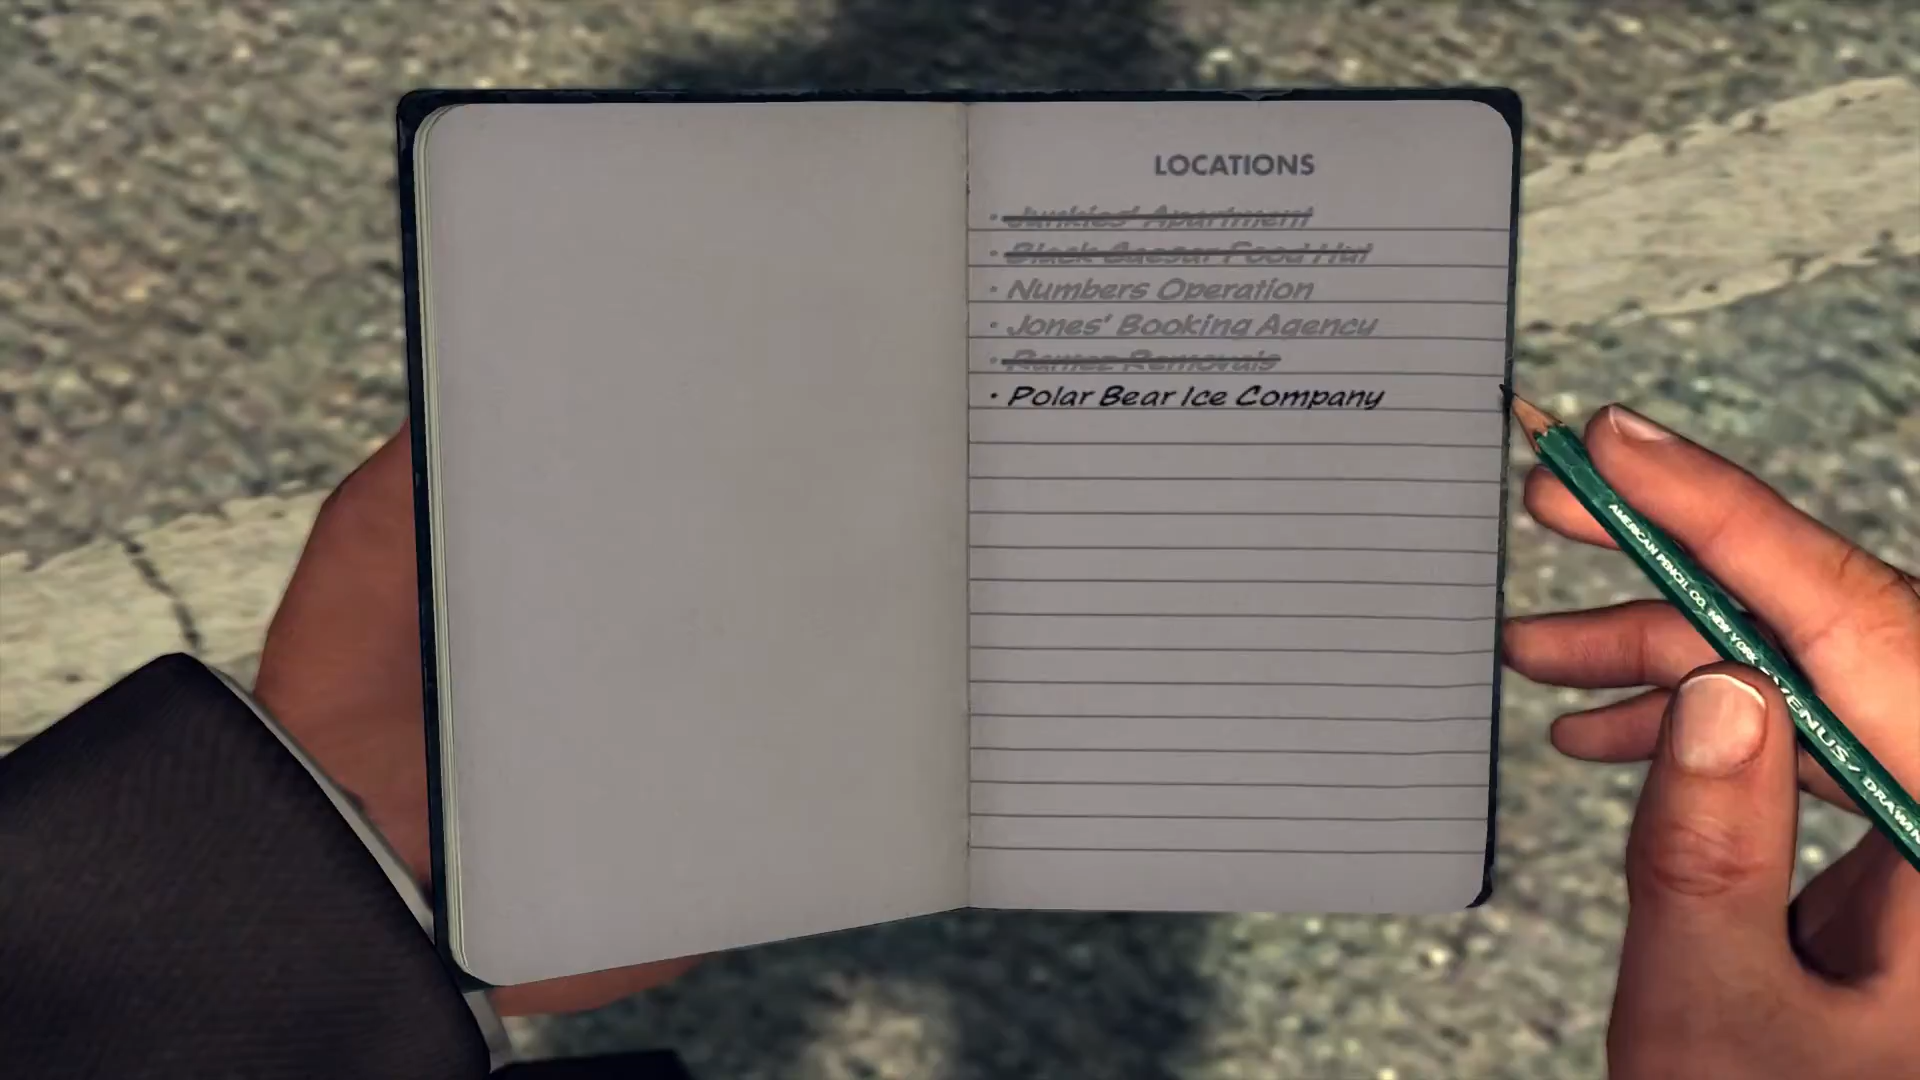 LOCATIONS
· Junkies' Apartment
· Black Caesar Food Hut
· Numbers Operation
· Jones' Booking Agency
· Ramez Removals
· Polar Bear Ice Company
AMERICAN PENCIL CO. NEW YORK VENUS DRAWIN